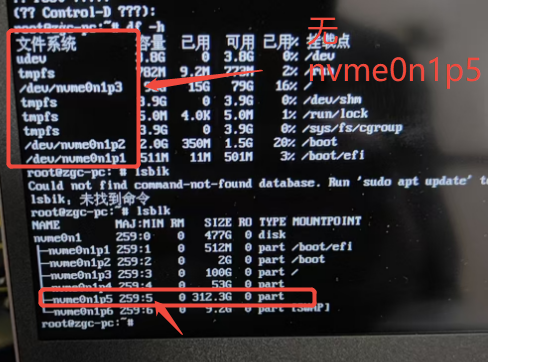 (?? Control-D ???):
root@zgc-pc:~# df -h
文件系统 容量 已用 可用 已用% 挂载点
udev 3.8G 0 3.8G 0%
tmpfs 782M 9.2M 2% /run
/dev/nvme0n1p3 15G 79G 16% /
tmpfs 3.9G 0 3.9G 0% /dev/shm
tmpfs 5.0M 4.0K 5.0M 1% /run/lock
tmpfs 3.9G 0 3.9G 0% /sys/fs/cgroup
/dev/nvme0n1p2 2.0G 350M 1.5G 20% /boot
/dev/nvme0n1p1 511M 11M 501M 3% /boot/efi
root@zgc-pc:~# lsbik
Could not find command-not-found database. Run 'sudo apt update' to
lsbik, 未找到命令
root@zgc-pc:~# lsblk
NAME MAJ:MIN RM SIZE RO TYPE MOUNTPOINT
nvme0n1 259:0 0 477G 0 disk
├─nvme0n1p1 259:1 0 512M 0 part /boot/efi
├─nvme0n1p2 259:2 0 2G 0 part /boot
├─nvme0n1p3 259:3 0 100G 0 part /
├─nvme0n1p4 259:4 0 53G 0 part
├─nvme0n1p5 259:5 0 312.3G 0 part
└─nvme0n1p6 259:6 0 9.2G 0 part [SWAP]
root@zgc-pc:~#
无
nvme0n1p5